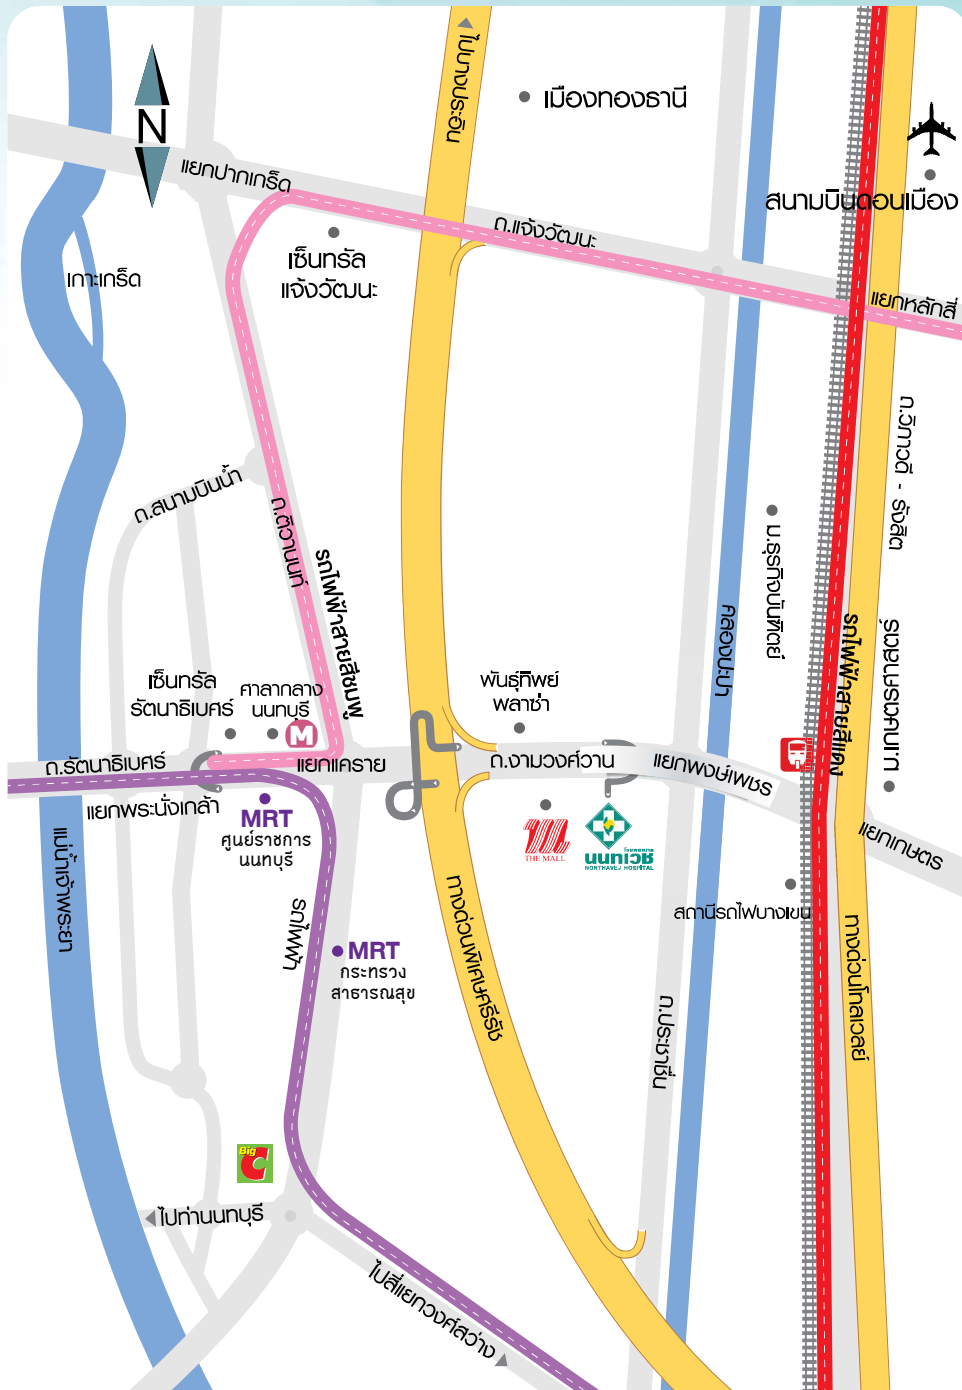 ไปบางปะอิน
เมืองทองธานี
N
แยกปากเกร็ด
สนามบินดอนเมือง
ถ.แจ้งวัฒนะ
เซ็นทรัล
แจ้งวัฒนะ
เกาะเกร็ด
แยกหลักสี่
ถ.วิภาวดี - รังสิต
ถ.สนามบินน้ำ
ถ.ติวานนท์
รถไฟฟ้าสายสีชมพู
ม.ธุรกิจบัณฑิตย์
คลองประปา
รถไฟฟ้าสายสีแดง
ม.เกษตรศาสตร์
เซ็นทรัล
รัตนาธิเบศร์
ศาลากลาง
นนทบุรี
M
พันธุ์ทิพย์
พลาซ่า
ถ.รัตนาธิเบศร์
แยกแคราย
ถ.งามวงศ์วาน
แยกพงษ์เพชร
แยกพระนั่งเกล้า
MRT
ศูนย์ราชการ
นนทบุรี
THE MALL
โรงพยาบาล
นนทเวช
NONTHAVEJ HOSPITAL
แยกเกษตร
แม่น้ำเจ้าพระยา
รถไฟฟ้า
MRT
กระทรวง
สาธารณสุข
ทางด่วนพิเศษศรีรัช
สถานีรถไฟบางเขน
ทางด่วนโทลเวลย์
ถ.ประชาชื่น
Big
C
ไปท่านนทบุรี
ไปสี่แยกวงศ์สว่าง